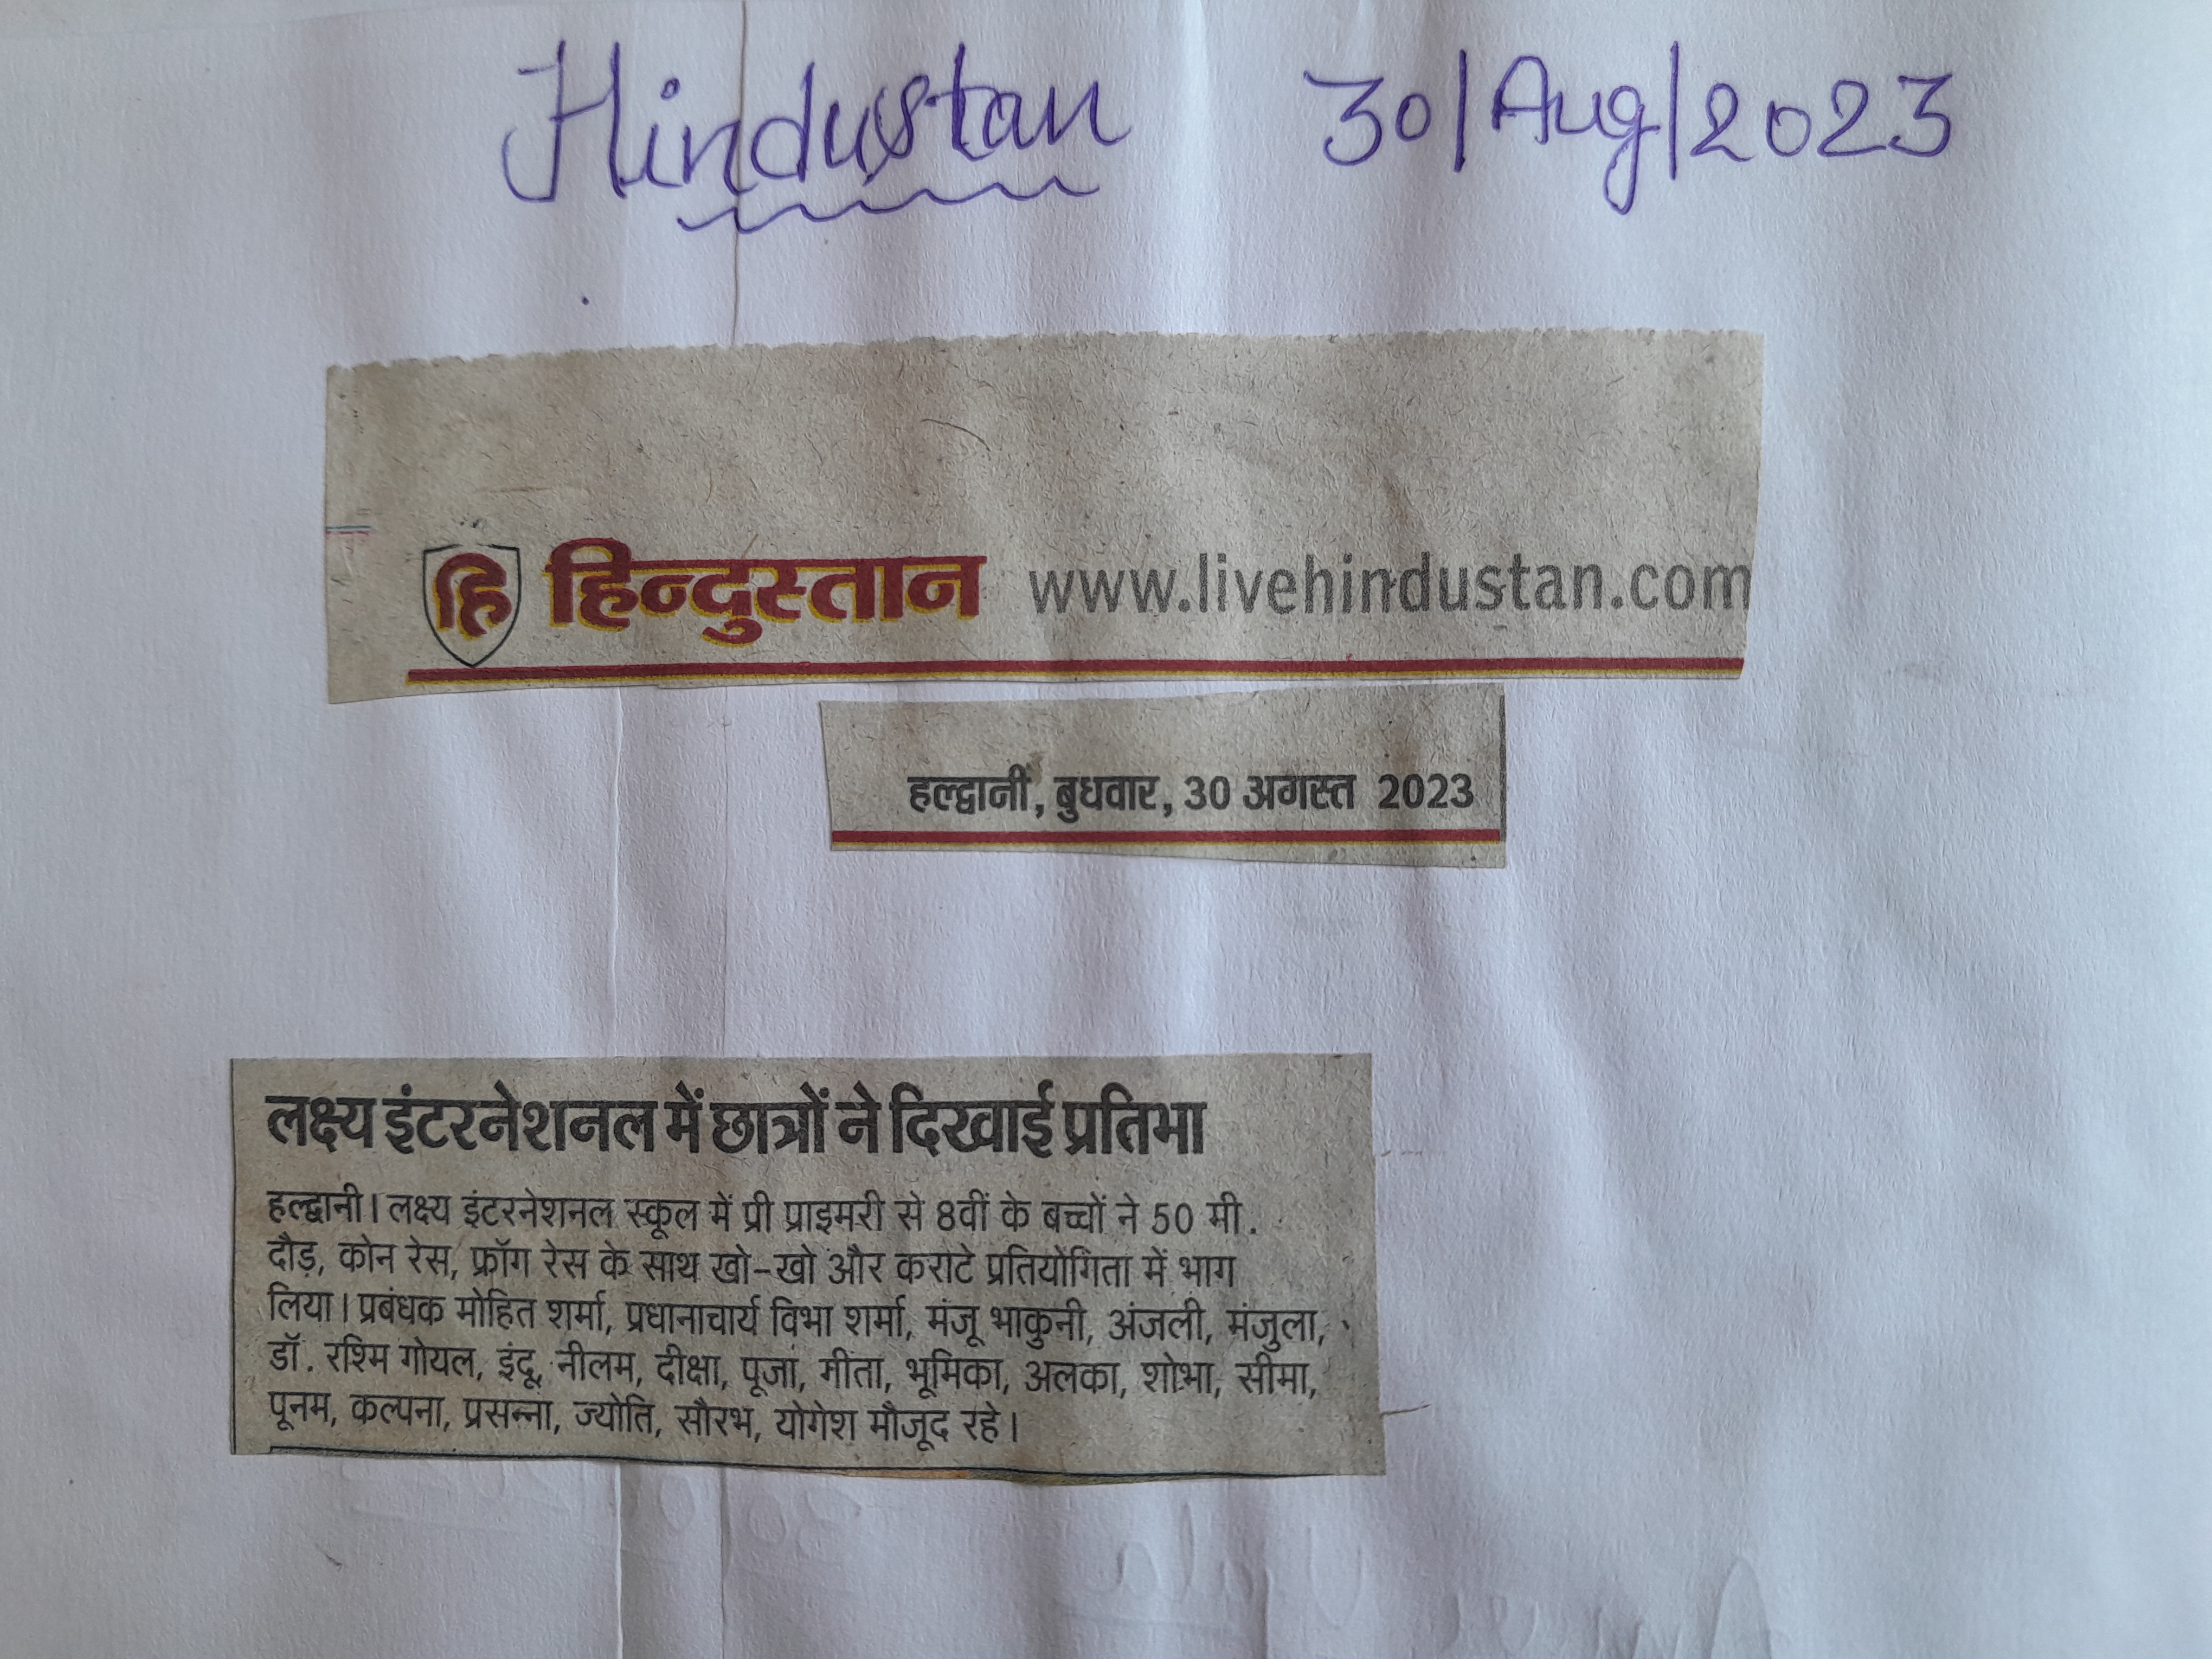 Hindustan 30/Aug/2023
हि हिन्दुस्तान www.livehindustan.com
हल्द्वानी, बुधवार, 30 अगस्त 2023
लक्ष्य इंटरनेशनल में छात्रों ने दिखाई प्रतिभा
हल्द्वानी। लक्ष्य इंटरनेशनल स्कूल में प्री प्राइमरी से 8वीं के बच्चों ने 50 मी.
दौड़, कोन रेस, फ्रॉग रेस के साथ खो-खो और कराटे प्रतियोगिता में भाग
लिया। प्रबंधक मोहित शर्मा, प्रधानाचार्य विभा शर्मा, मंजू भाकुनी, अंजली, मंजुला,
डॉ. रश्मि गोयल, इंदू, नीलम, दीक्षा, पूजा, गीता, भूमिका, अलका, शोभा, सीमा,
पूनम, कल्पना, प्रसन्ना, ज्योति, सौरभ, योगेश मौजूद रहे।